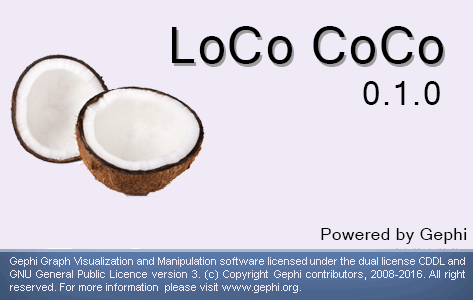 LoCo CoCo
0.1.0
Powered by Gephi
Gephi Graph Visualization and Manipulation software licensed under the dual license CDDL and
GNU General Public Licence version 3. (c) Copyright Gephi contributors, 2008-2016. All right
reserved. For more information please visit www.gephi.org.